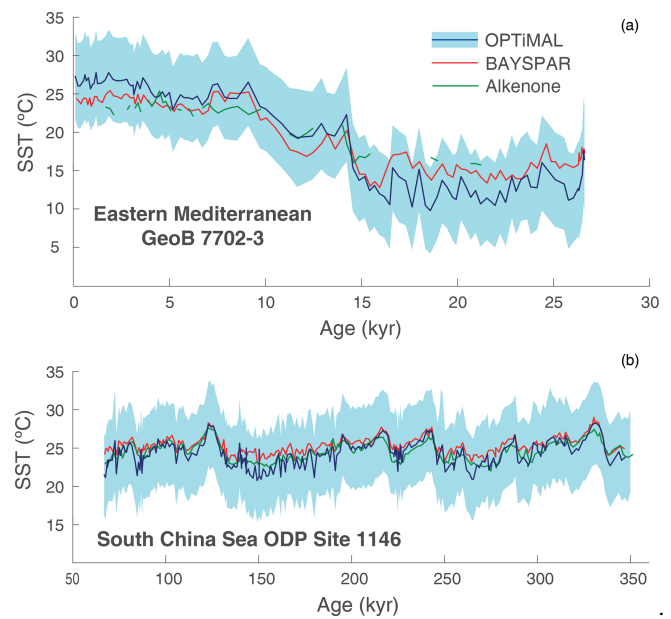 (a)
35
30
25
20
15
10
5
SST (ºC)
OPTiMAL
BAYSPAR
Alkenone
Eastern Mediterranean
GeoB 7702-3
0 5 10 15 20 25 30
Age (kyr)
(b)
35
30
25
20
15
SST (ºC)
South China Sea ODP Site 1146
50 100 150 200 250 300 350
Age (kyr)
.